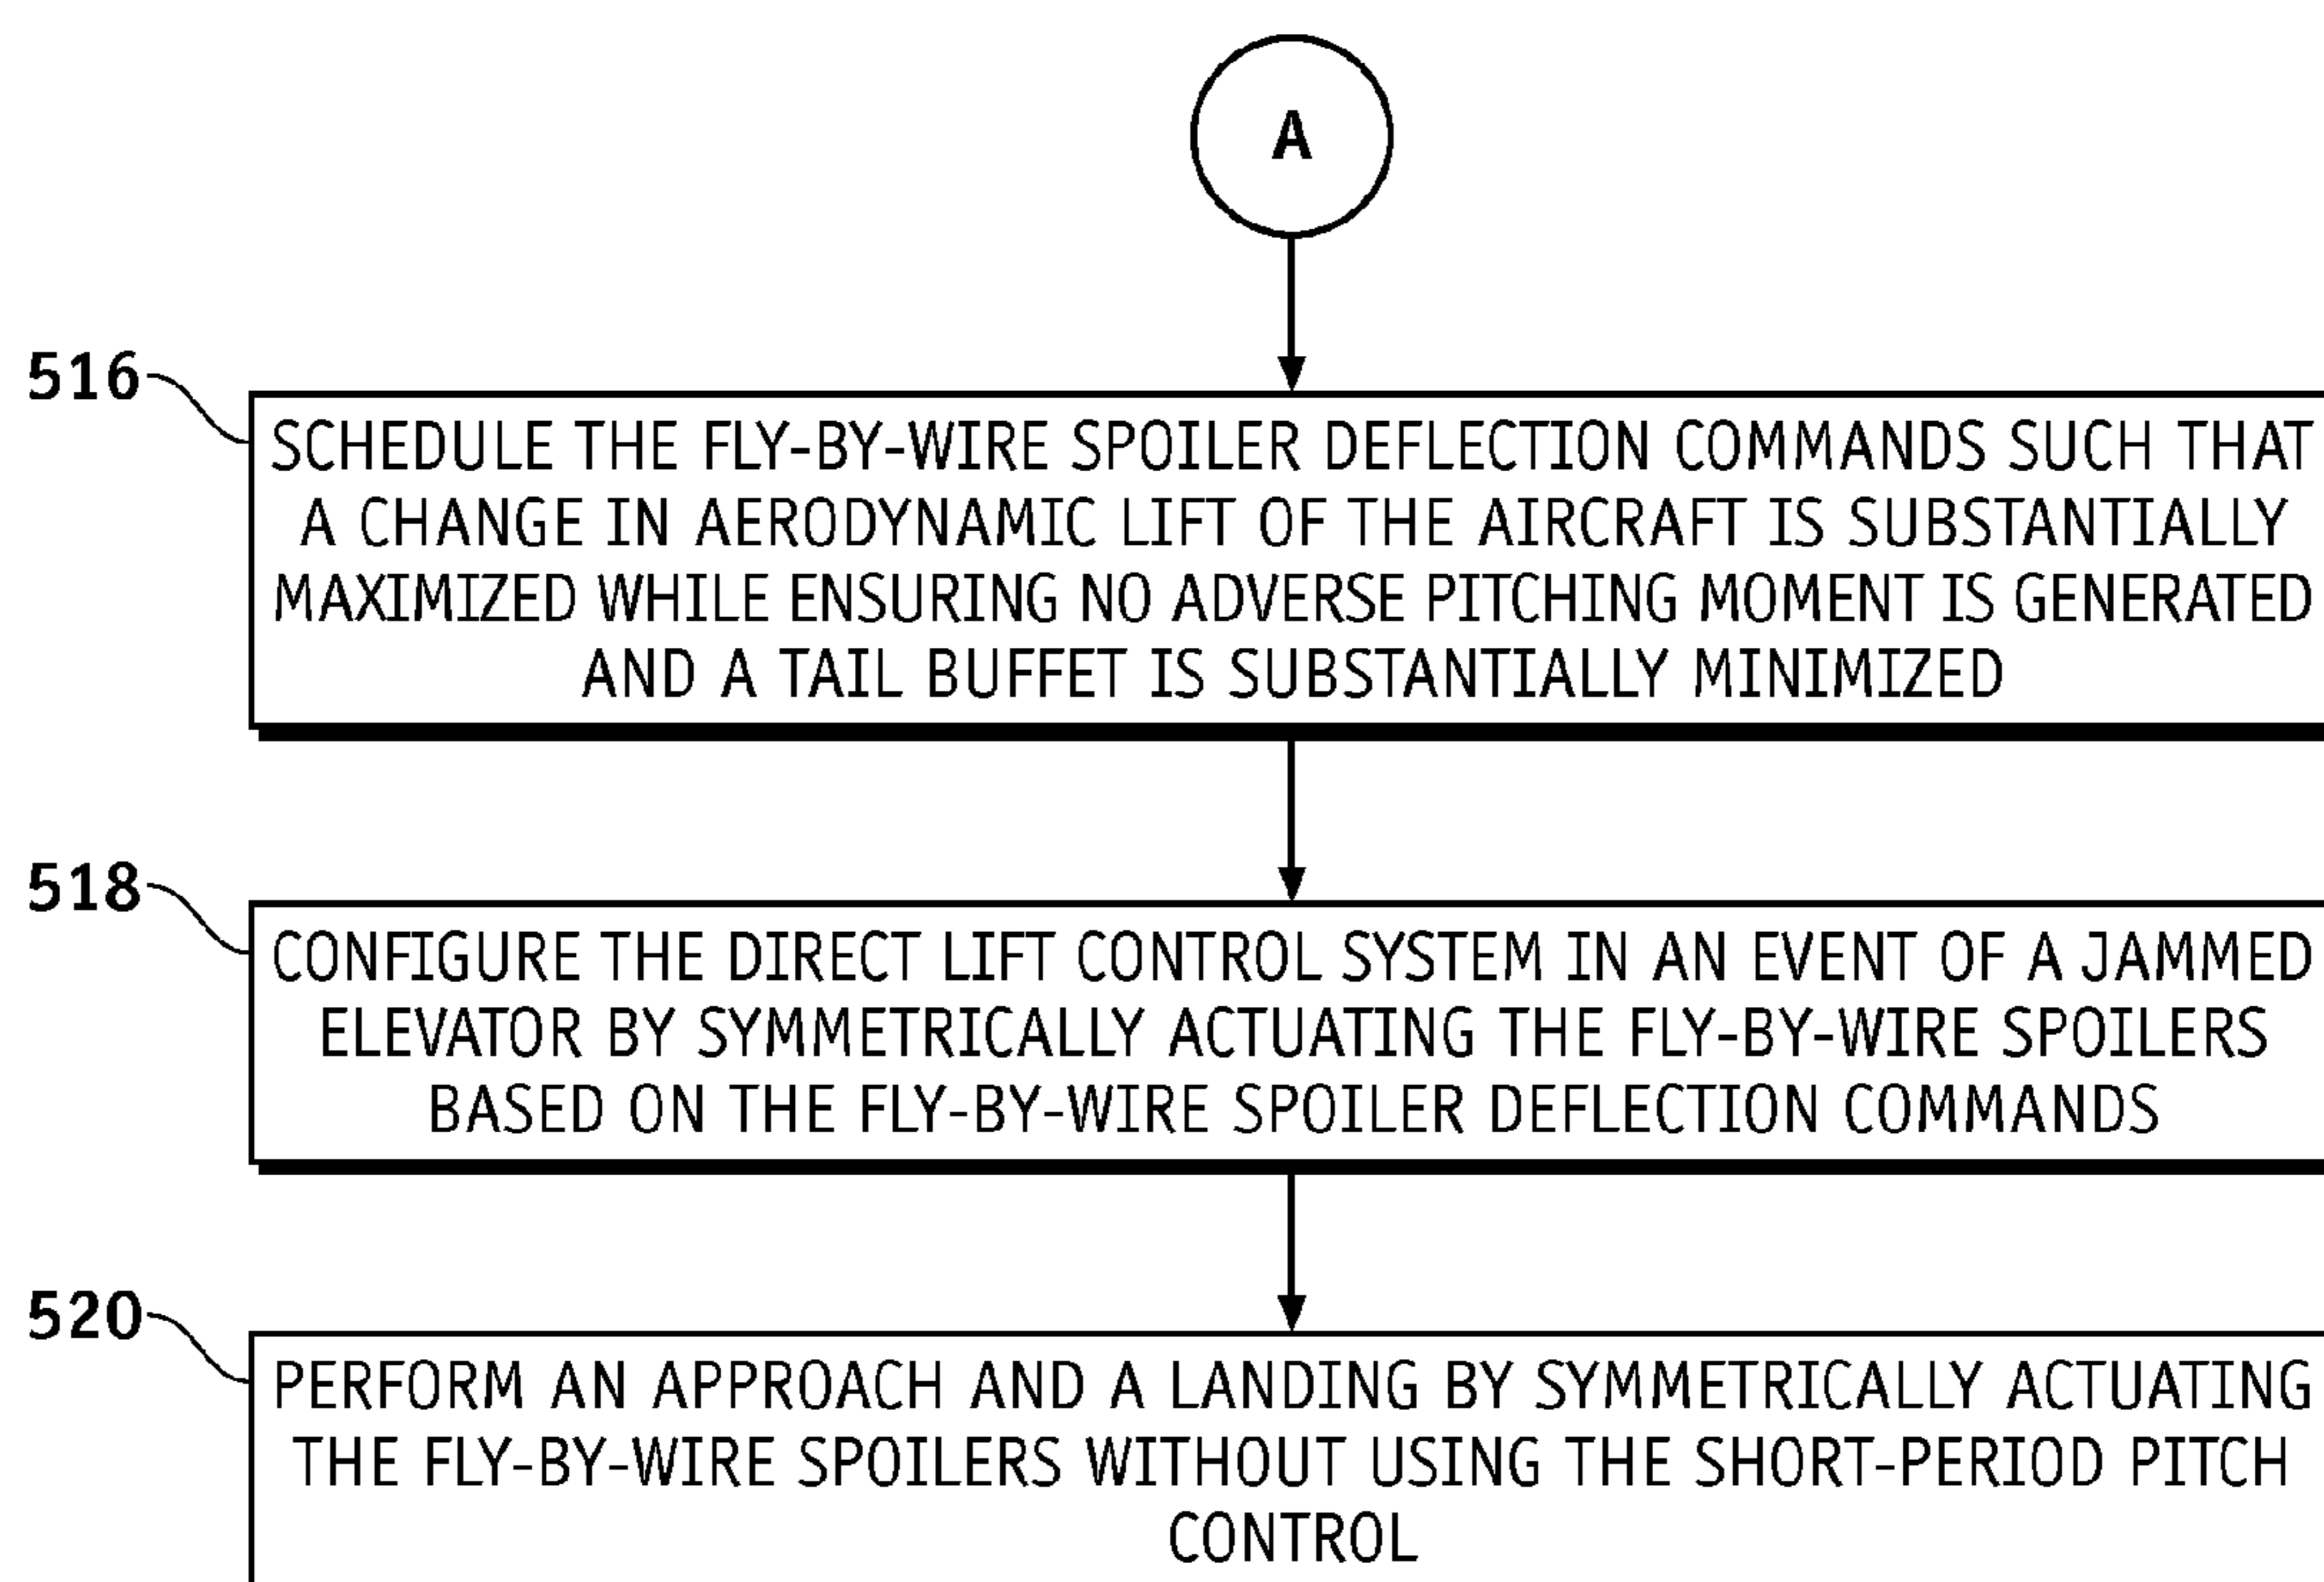 A
516
SCHEDULE THE FLY-BY-WIRE SPOILER DEFLECTION COMMANDS SUCH THAT
A CHANGE IN AERODYNAMIC LIFT OF THE AIRCRAFT IS SUBSTANTIALLY
MAXIMIZED WHILE ENSURING NO ADVERSE PITCHING MOMENT IS GENERATED
AND A TAIL BUFFET IS SUBSTANTIALLY MINIMIZED
518
CONFIGURE THE DIRECT LIFT CONTROL SYSTEM IN AN EVENT OF A JAMMED
ELEVATOR BY SYMMETRICALLY ACTUATING THE FLY-BY-WIRE SPOILERS
BASED ON THE FLY-BY-WIRE SPOILER DEFLECTION COMMANDS
520
PERFORM AN APPROACH AND A LANDING BY SYMMETRICALLY ACTUATING
THE FLY-BY-WIRE SPOILERS WITHOUT USING THE SHORT-PERIOD PITCH
CONTROL